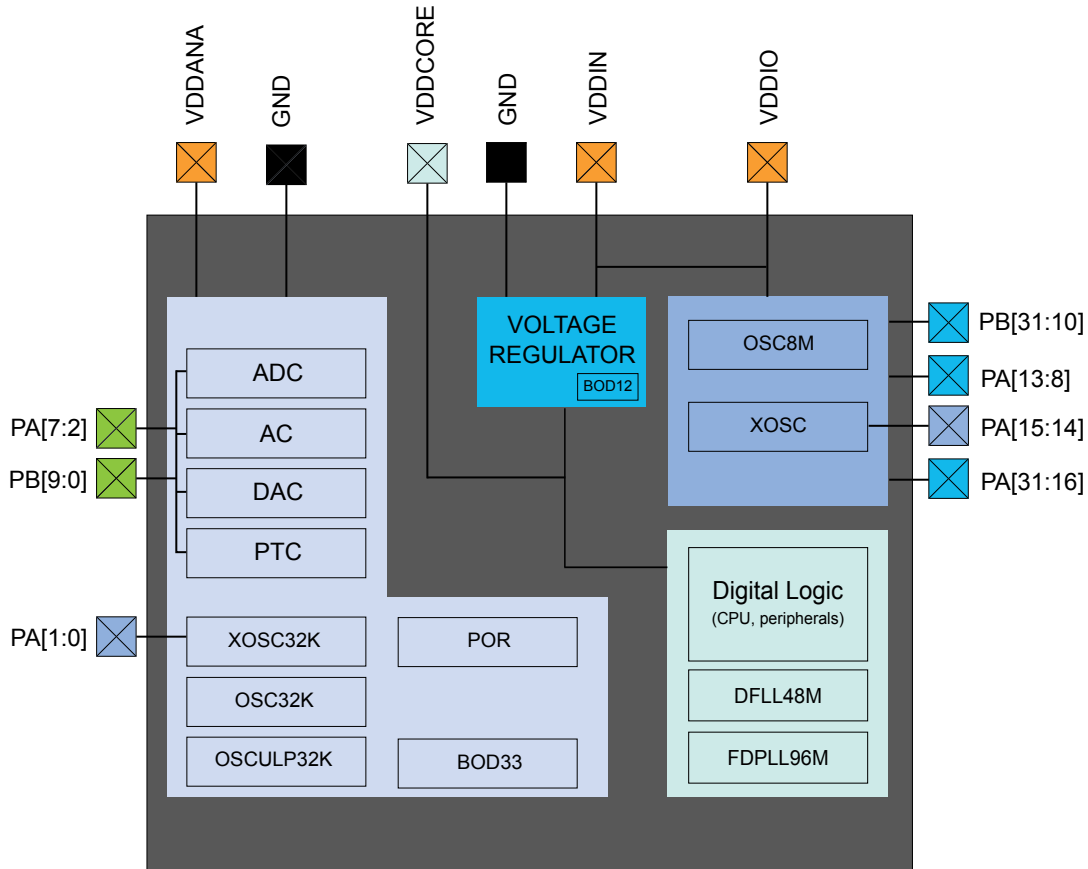 VDDANA
GND
VDDCORE
GND
VDDIN
VDDIO
ADC
AC
DAC
PTC
PA[7:2]
PB[9:0]
PA[1:0]
XOSC32K
OSC32K
OSCULP32K
POR
BOD33
VOLTAGE
REGULATOR
BOD12
OSC8M
XOSC
PB[31:10]
PA[13:8]
PA[15:14]
PA[31:16]
Digital Logic
(CPU, peripherals)
DFLL48M
FDPLL96M